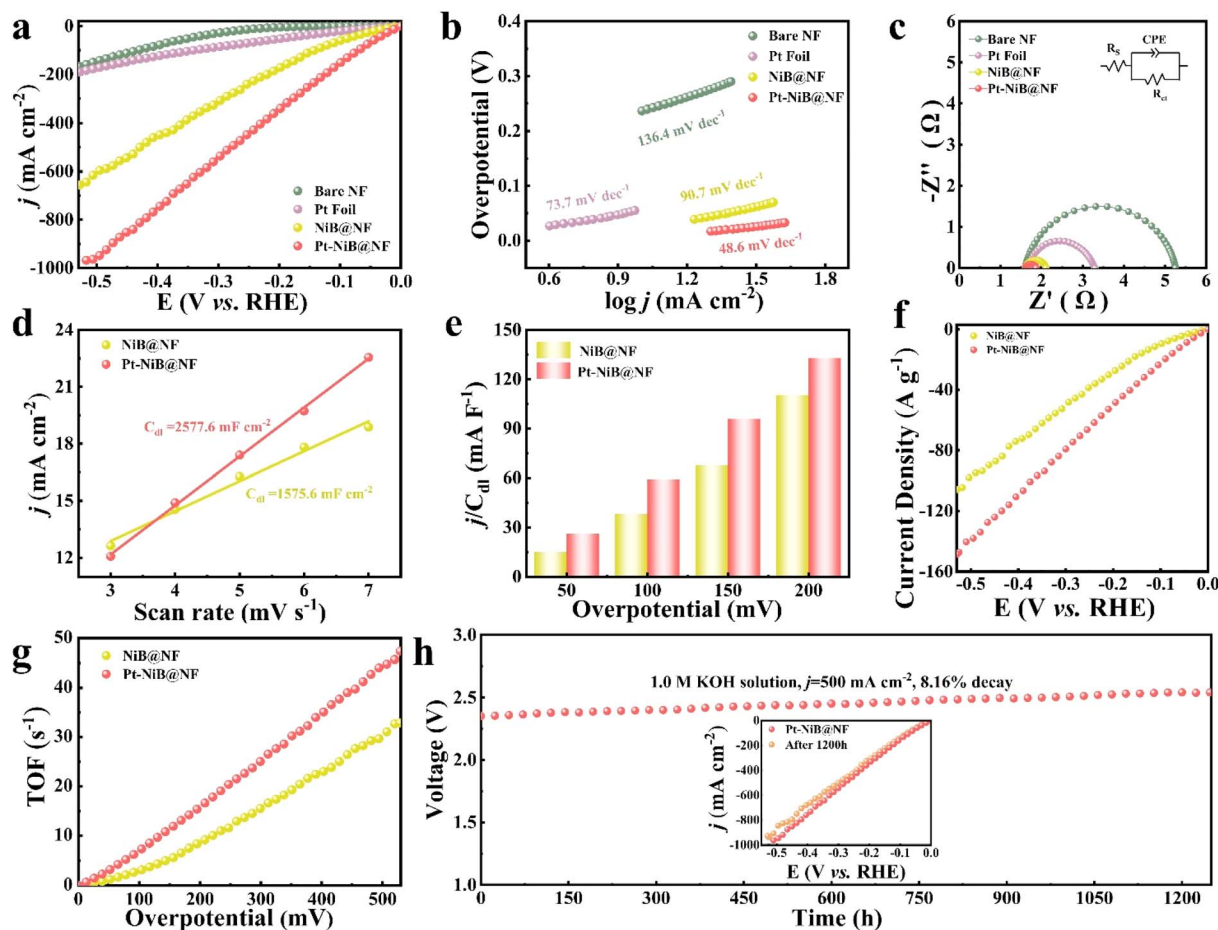 a
j (mA cm⁻²)
0
-200
-400
-600
-800
-1000
Bare NF
Pt Foil
NiB@NF
Pt-NiB@NF
-0.5 -0.4 -0.3 -0.2 -0.1 0.0
E (V vs. RHE)
b
Overpotential (V)
0.4
0.3
0.2
0.1
0.0
Bare NF
Pt Foil
NiB@NF
Pt-NiB@NF
136.4 mV dec⁻¹
73.7 mV dec⁻¹
90.7 mV dec⁻¹
48.6 mV dec⁻¹
0.6 0.9 1.2 1.5 1.8
log j (mA cm⁻²)
c
-Z'' (Ω)
6
5
4
3
2
1
0
Bare NF
Pt Foil
NiB@NF
Pt-NiB@NF
CPE
Rs
Rct
0 1 2 3 4 5 6
Z' (Ω)
d
j (mA cm⁻²)
24
21
18
15
12
NiB@NF
Pt-NiB@NF
Cdl =2577.6 mF cm⁻²
Cdl =1575.6 mF cm⁻²
3 4 5 6 7
Scan rate (mV s⁻¹)
e
j/Cdl (mA F⁻¹)
150
120
90
60
30
0
NiB@NF
Pt-NiB@NF
50 100 150 200
Overpotential (mV)
f
Current Density (A g⁻¹)
0
-40
-80
-120
-160
NiB@NF
Pt-NiB@NF
-0.5 -0.4 -0.3 -0.2 -0.1 0.0
E (V vs. RHE)
g
TOF (s⁻¹)
50
40
30
20
10
0
NiB@NF
Pt-NiB@NF
0 100 200 300 400 500
Overpotential (mV)
h
Voltage (V)
3.0
2.5
2.0
1.5
1.0
1.0 M KOH solution, j=500 mA cm⁻², 8.16% decay
j (mA cm⁻²)
0
-200
-400
-600
-800
-1000
Pt-NiB@NF
After 1200h
-0.5 -0.4 -0.3 -0.2 -0.1 0.0
E (V vs. RHE)
0 150 300 450 600 750 900 1050 1200
Time (h)